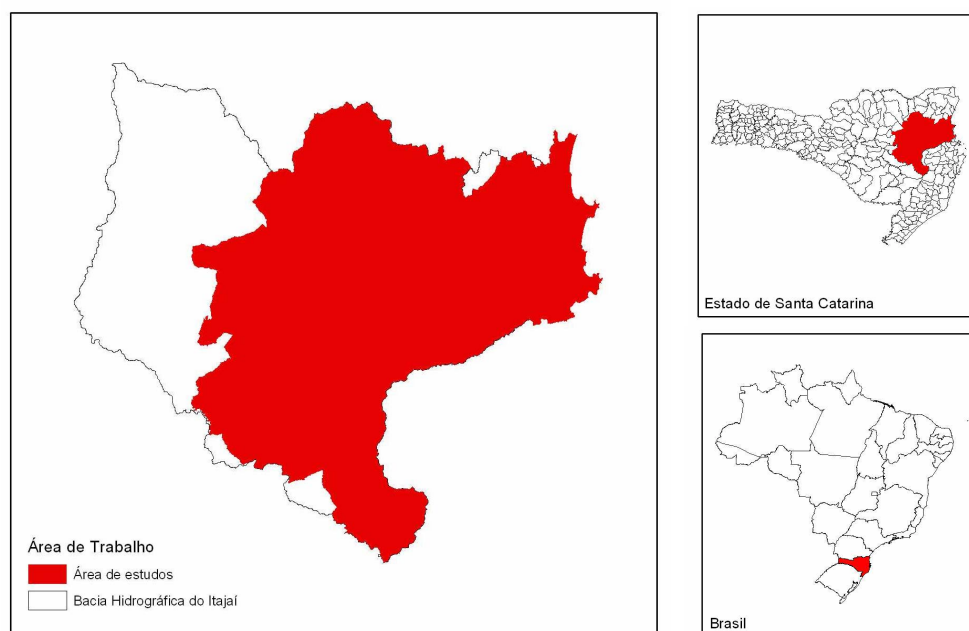 Área de Trabalho
Área de estudos
Bacia Hidrográfica do Itajaí
Estado de Santa Catarina
Brasil